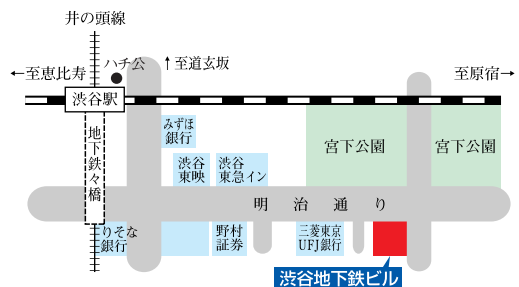 井の頭線
←至恵比寿
ハチ公
↑至道玄坂
至原宿→
渋谷駅
みずほ
銀行
地下鉄々橋
渋谷
東映
渋谷
東急イン
宮下公園
宮下公園
明治通り
りそな
銀行
野村
証券
三菱東京
UFJ銀行
渋谷地下鉄ビル